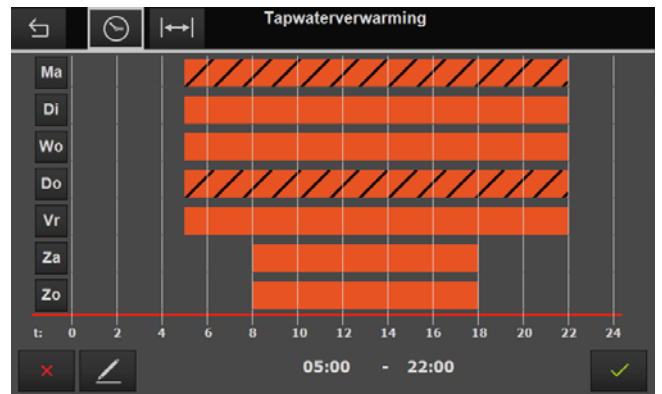 Tapwaterverwarming
Ma
Di
Wo
Do
Vr
Za
Zo
t: 0 2 4 6 8 10 12 14 16 18 20 22 24
05:00 - 22:00